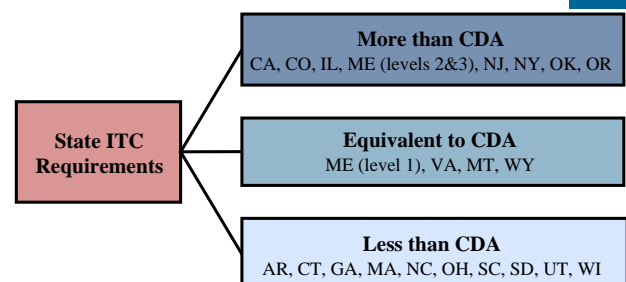 More than CDA
CA, CO, IL, ME (levels 2&3), NJ, NY, OK, OR
State ITC
Requirements
Equivalent to CDA
ME (level 1), VA, MT, WY
Less than CDA
AR, CT, GA, MA, NC, OH, SC, SD, UT, WI